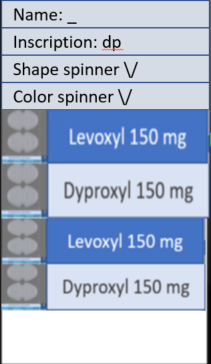 Name: _
Inscription: dp
Shape spinner \/
Color spinner \/
Levoxyl 150 mg
Dyproxyl 150 mg
Levoxyl 150 mg
Dyproxyl 150 mg